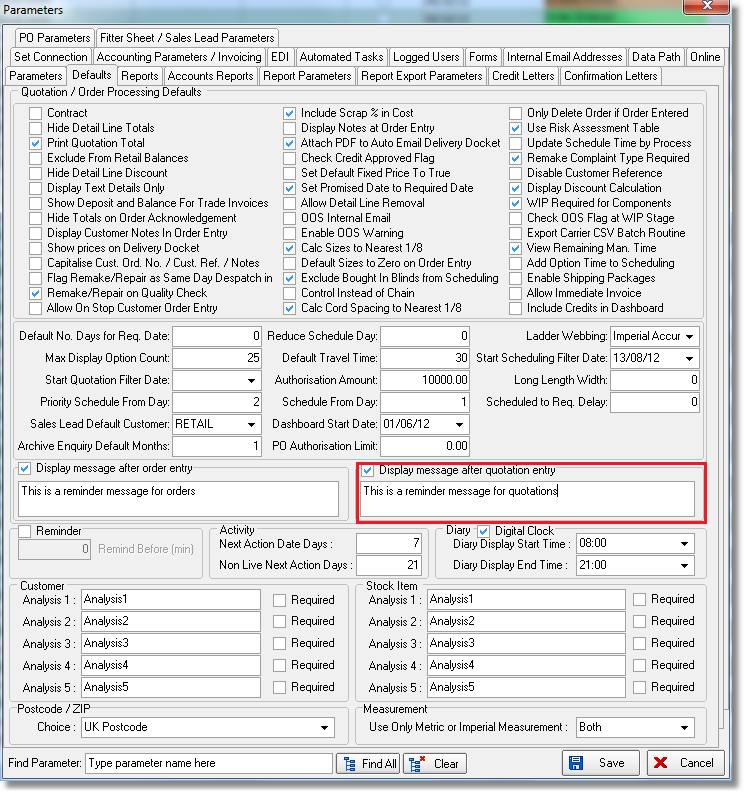 Parameters
PO Parameters Fitter Sheet / Sales Lead Parameters
Set Connection Accounting Parameters / Invoicing EDI Automated Tasks Logged Users Forms Internal Email Addresses Data Path Online
Parameters Defaults Reports Accounts Reports Report Parameters Report Export Parameters Credit Letters Confirmation Letters
Quotation / Order Processing Defaults
Contract Include Scrap % in Cost Only Delete Order if Order Entered
Hide Detail Line Totals Display Notes at Order Entry Use Risk Assessment Table
Print Quotation Total Attach PDF to Auto Email Delivery Docket Update Schedule Time by Process
Exclude From Retail Balances Check Credit Approved Flag Remake Complaint Type Required
Hide Detail Line Discount Set Default Fixed Price To True Disable Customer Reference
Display Text Details Only Set Promised Date to Required Date Display Discount Calculation
Show Deposit and Balance For Trade Invoices Allow Detail Line Removal WIP Required for Components
Hide Totals on Order Acknowledgement OOS Internal Email Check OOS Flag at WIP Stage
Display Customer Notes In Order Entry Enable OOS Warning Export Carrier CSV Batch Routine
Show prices on Delivery Docket Calc Sizes to Nearest 1/8 View Remaining Man. Time
Capitalise Cust. Ord. No. / Cust. Ref. / Notes Default Sizes to Zero on Order Entry Add Option Time to Scheduling
Flag Remake/Repair as Same Day Despatch in Exclude Bought In Blinds from Scheduling Enable Shipping Packages
Remake/Repair on Quality Check Control Instead of Chain Allow Immediate Invoice
Allow On Stop Customer Order Entry Calc Cord Spacing to Nearest 1/8 Include Credits in Dashboard
Default No. Days for Req. Date: 0 Reduce Schedule Day: 0 Ladder Webbing: Imperial Accur
Max Display Option Count: 25 Default Travel Time: 30 Start Scheduling Filter Date: 13/08/12
Start Quotation Filter Date: Authorisation Amount: 10000.00 Long Length Width: 0
Priority Schedule From Day: 2 Schedule From Day: 1 Scheduled to Req. Delay: 0
Sales Lead Default Customer: RETAIL Dashboard Start Date: 01/06/12
Archive Enquiry Default Months: 1 PO Authorisation Limit: 0.00
Display message after order entry Display message after quotation entry
This is a reminder message for orders This is a reminder message for quotations
Reminder Activity Diary Digital Clock
0 Remind Before (min) Next Action Date Days : 7 Diary Display Start Time : 08:00
Non Live Next Action Days : 21 Diary Display End Time : 21:00
Customer Stock Item
Analysis 1 : Analysis1 Required Analysis 1 : Analysis1 Required
Analysis 2 : Analysis2 Required Analysis 2 : Analysis2 Required
Analysis 3 : Analysis3 Required Analysis 3 : Analysis3 Required
Analysis 4 : Analysis4 Required Analysis 4 : Analysis4 Required
Analysis 5 : Analysis5 Required Analysis 5 : Analysis5 Required
Postcode / ZIP Measurement
Choice : UK Postcode Use Only Metric or Imperial Measurement : Both
Find Parameter: Type parameter name here Find All Clear Save Cancel